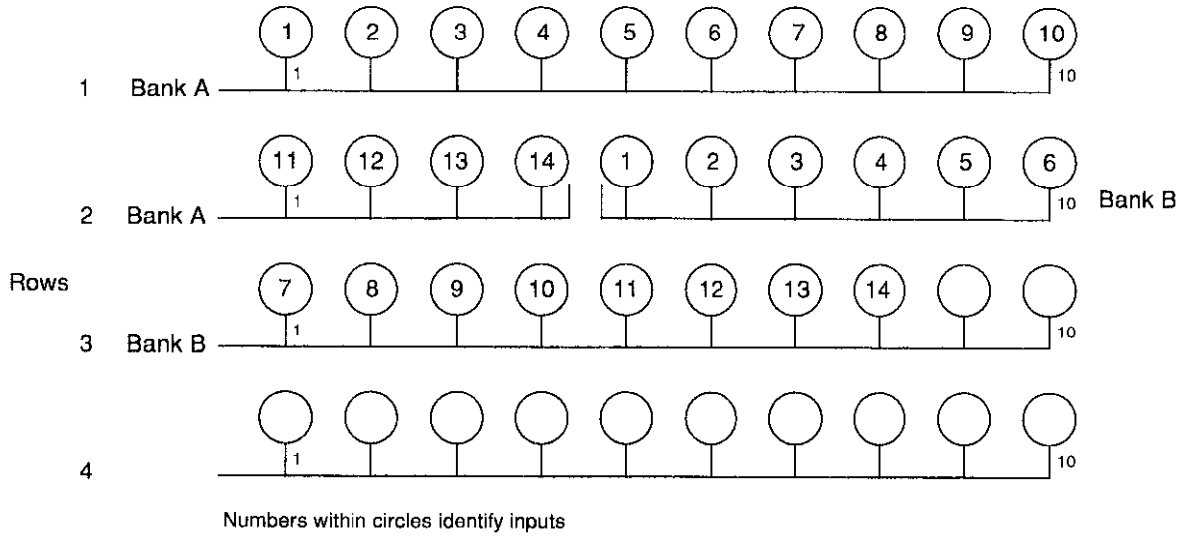 1 2 3 4 5 6 7 8 9 10
1 Bank A 1 10
11 12 13 14 1 2 3 4 5 6
2 Bank A 1 10 Bank B
Rows
7 8 9 10 11 12 13 14
3 Bank B 1 10
4 1 10
Numbers within circles identify inputs